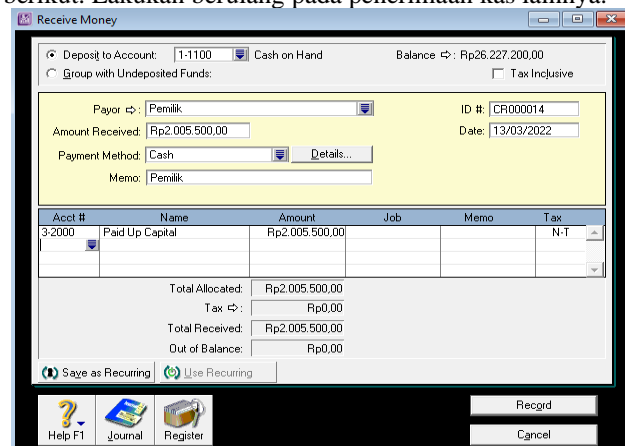 berikut. Lakukan berulang pada penerimaan kas lainnya.
Receive Money
Deposit to Account: 1-1100 Cash on Hand Balance ⇨: Rp26.227.200,00
Group with Undeposited Funds: Tax Inclusive
Payor ⇨: Pemilik ID #: CR000014
Amount Received: Rp2.005.500,00 Date: 13/03/2022
Payment Method: Cash Details...
Memo: Pemilik
Acct # Name Amount Job Memo Tax
3-2000 Paid Up Capital Rp2.005.500,00 N-T
Total Allocated: Rp2.005.500,00
Tax ⇨: Rp0,00
Total Received: Rp2.005.500,00
Out of Balance: Rp0,00
Save as Recurring Use Recurring
Help F1 Journal Register Record
Cancel